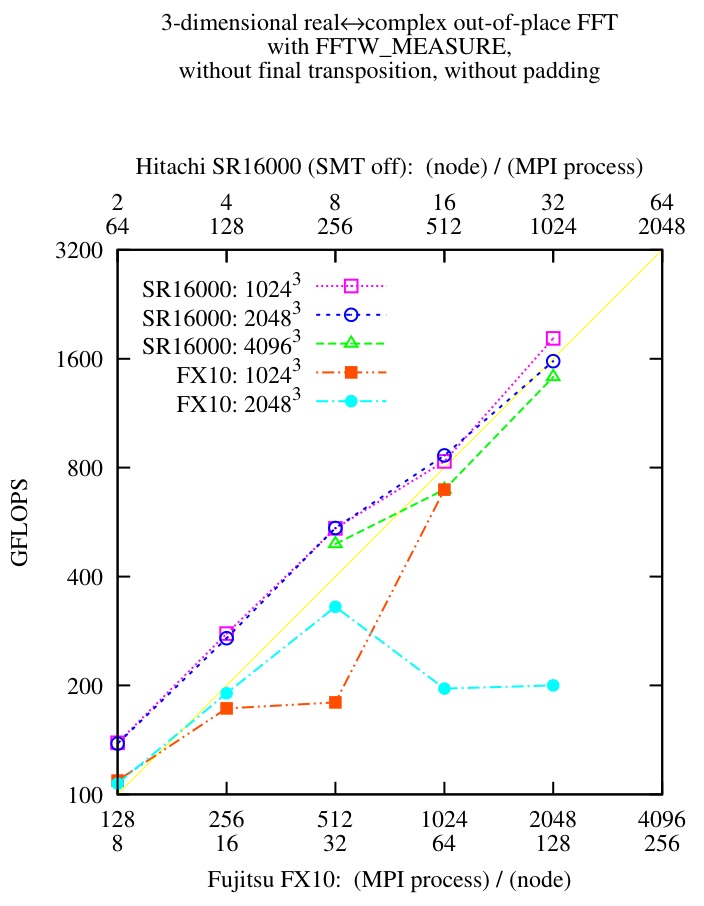 3-dimensional real↔complex out-of-place FFT
with FFTW_MEASURE,
without final transposition, without padding
Hitachi SR16000 (SMT off):  (node) / (MPI process)
2 4 8 16 32 64
64 128 256 512 1024 2048
3200
SR16000: 1024³
SR16000: 2048³
SR16000: 4096³
FX10: 1024³
FX10: 2048³
1600
800
400
200
100
GFLOPS
128 256 512 1024 2048 4096
8 16 32 64 128 256
Fujitsu FX10:  (MPI process) / (node)